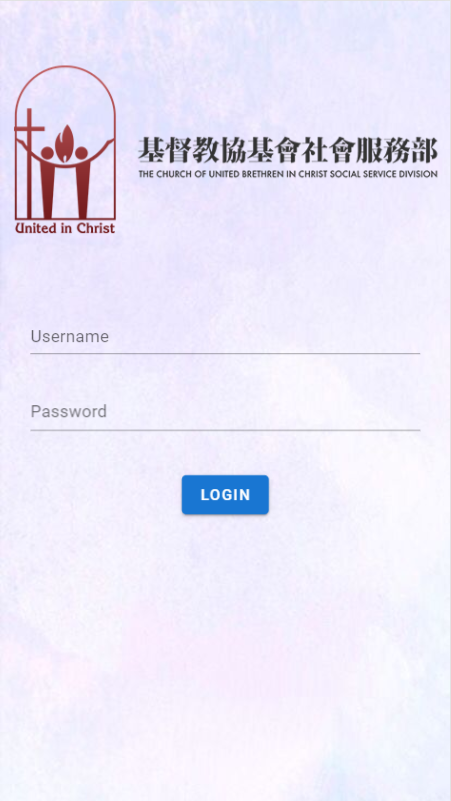 基督教協基會社會服務部
THE CHURCH OF UNITED BRETHREN IN CHRIST SOCIAL SERVICE DIVISION
United in Christ
Username
Password
LOGIN